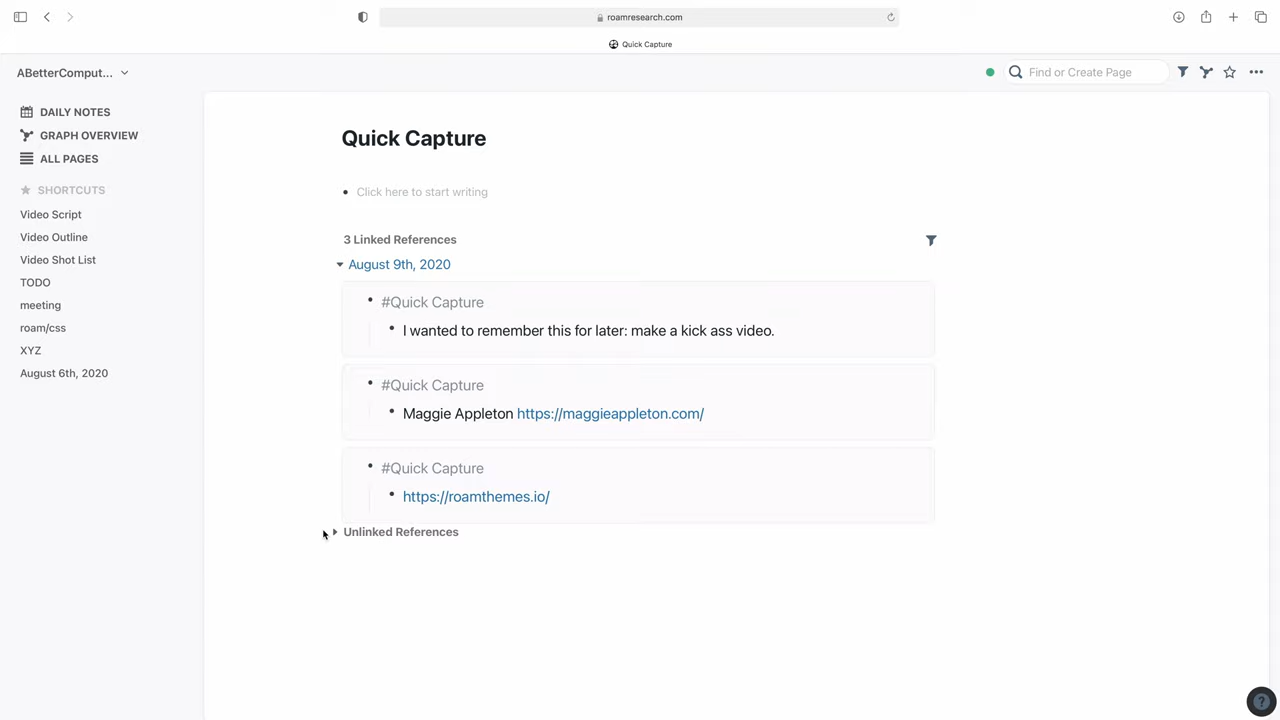 roamresearch.com
Quick Capture
ABetterComput...
Find or Create Page
DAILY NOTES
GRAPH OVERVIEW
ALL PAGES
SHORTCUTS
Video Script
Video Outline
Video Shot List
TODO
meeting
roam/css
XYZ
August 6th, 2020
Quick Capture
Click here to start writing
3 Linked References
August 9th, 2020
#Quick Capture
I wanted to remember this for later: make a kick ass video.
#Quick Capture
Maggie Appleton https://maggieappleton.com/
#Quick Capture
https://roamthemes.io/
Unlinked References
?